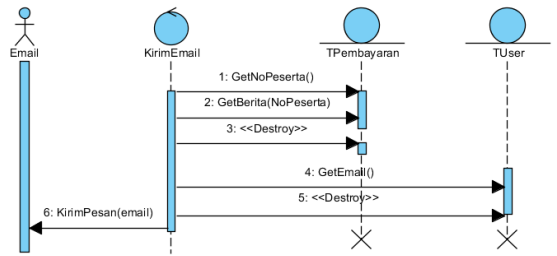 Email
KirimEmail
TPembayaran
TUser
1: GetNoPeserta()
2: GetBerita(NoPeserta)
3: <<Destroy>>
4: GetEmail()
5: <<Destroy>>
6: KirimPesan(email)